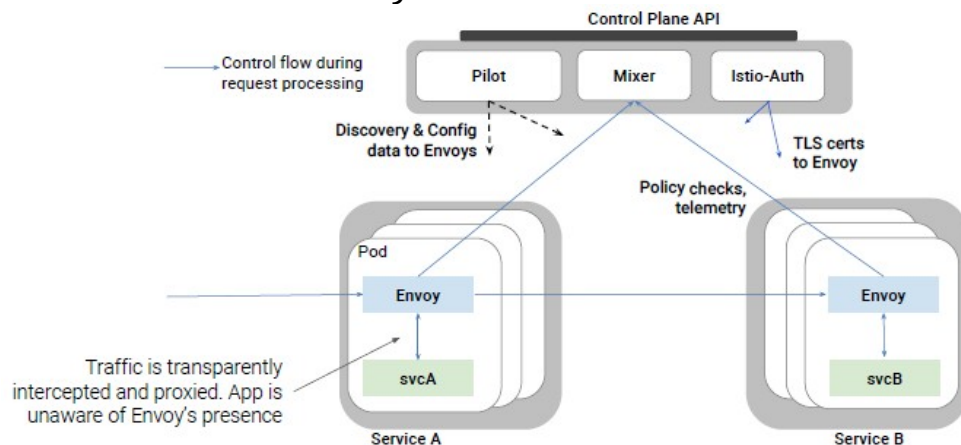 Control Plane API
Control flow during
request processing
Pilot
Mixer
Istio-Auth
Discovery & Config
data to Envoys
TLS certs
to Envoy
Policy checks,
telemetry
Pod
Envoy
Envoy
Traffic is transparently
intercepted and proxied. App is
unaware of Envoy's presence
svcA
svcB
Service A
Service B